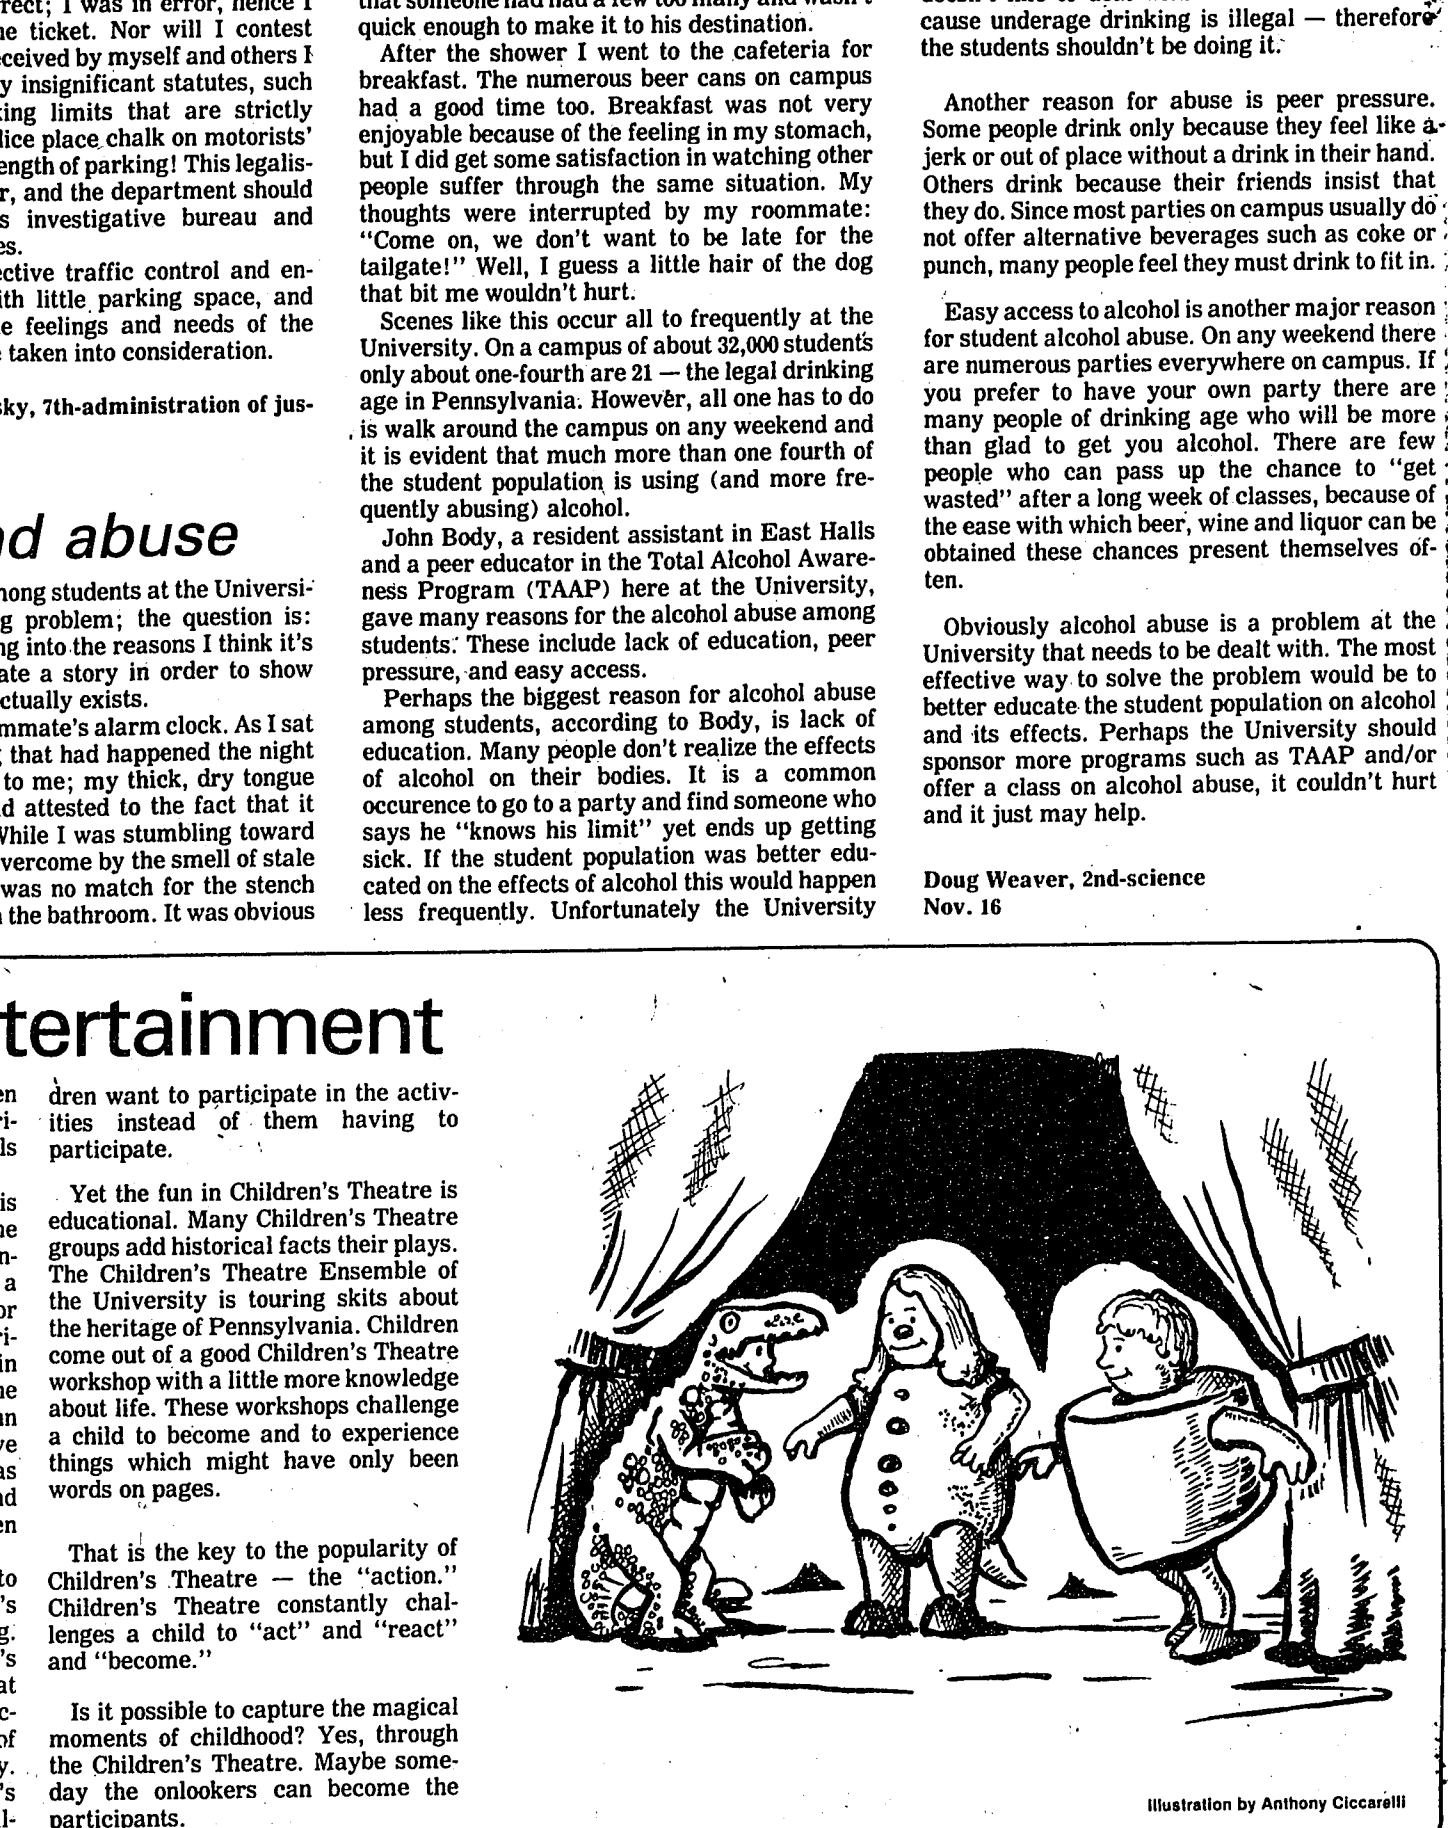 rect; I was in error, hence I
ne ticket. Nor will I contest
ceived by myself and others I
y insignificant statutes, such
king limits that are strictly
lice place chalk on motorists'
ength of parking! This legalis-
r, and the department should
s investigative bureau and
es.
ective traffic control and en-
ith little parking space, and
e feelings and needs of the
taken into consideration.
sky, 7th-administration of jus-
nd abuse
nong students at the Universi-
g problem; the question is:
ng into the reasons I think it's
ate a story in order to show
ctually exists.
mmate's alarm clock. As I sat
that had happened the night
to me; my thick, dry tongue
d attested to the fact that it
While I was stumbling toward
vercome by the smell of stale
was no match for the stench
the bathroom. It was obvious
that someone had had a few too many and wasn't
quick enough to make it to his destination.
After the shower I went to the cafeteria for
breakfast. The numerous beer cans on campus
had a good time too. Breakfast was not very
enjoyable because of the feeling in my stomach,
but I did get some satisfaction in watching other
people suffer through the same situation. My
thoughts were interrupted by my roommate:
"Come on, we don't want to be late for the
tailgate!" Well, I guess a little hair of the dog
that bit me wouldn't hurt.
Scenes like this occur all to frequently at the
University. On a campus of about 32,000 students
only about one-fourth are 21 — the legal drinking
age in Pennsylvania. However, all one has to do
is walk around the campus on any weekend and
it is evident that much more than one fourth of
the student population is using (and more fre-
quently abusing) alcohol.
John Body, a resident assistant in East Halls
and a peer educator in the Total Alcohol Aware-
ness Program (TAAP) here at the University,
gave many reasons for the alcohol abuse among
students. These include lack of education, peer
pressure, and easy access.
Perhaps the biggest reason for alcohol abuse
among students, according to Body, is lack of
education. Many people don't realize the effects
of alcohol on their bodies. It is a common
occurence to go to a party and find someone who
says he "knows his limit" yet ends up getting
sick. If the student population was better edu-
cated on the effects of alcohol this would happen
less frequently. Unfortunately the University
cause underage drinking is illegal — therefore
the students shouldn't be doing it.
Another reason for abuse is peer pressure.
Some people drink only because they feel like a
jerk or out of place without a drink in their hand.
Others drink because their friends insist that
they do. Since most parties on campus usually do
not offer alternative beverages such as coke or
punch, many people feel they must drink to fit in.
Easy access to alcohol is another major reason
for student alcohol abuse. On any weekend there
are numerous parties everywhere on campus. If
you prefer to have your own party there are
many people of drinking age who will be more
than glad to get you alcohol. There are few
people who can pass up the chance to "get
wasted" after a long week of classes, because of
the ease with which beer, wine and liquor can be
obtained these chances present themselves of-
ten.
Obviously alcohol abuse is a problem at the
University that needs to be dealt with. The most
effective way to solve the problem would be to
better educate the student population on alcohol
and its effects. Perhaps the University should
sponsor more programs such as TAAP and/or
offer a class on alcohol abuse, it couldn't hurt
and it just may help.
Doug Weaver, 2nd-science
Nov. 16
tertainment
en
ri-
ls
is
ne
n-
a
or
ri-
in
ne
an
ve
as
nd
en
to
's
g.
's
at
c-
of
y.
's
l-
dren want to participate in the activ-
ities instead of them having to
participate.
Yet the fun in Children's Theatre is
educational. Many Children's Theatre
groups add historical facts their plays.
The Children's Theatre Ensemble of
the University is touring skits about
the heritage of Pennsylvania. Children
come out of a good Children's Theatre
workshop with a little more knowledge
about life. These workshops challenge
a child to become and to experience
things which might have only been
words on pages.
That is the key to the popularity of
Children's Theatre — the "action."
Children's Theatre constantly chal-
lenges a child to "act" and "react"
and "become."
Is it possible to capture the magical
moments of childhood? Yes, through
the Children's Theatre. Maybe some-
day the onlookers can become the
participants.
Illustration by Anthony Ciccarelli